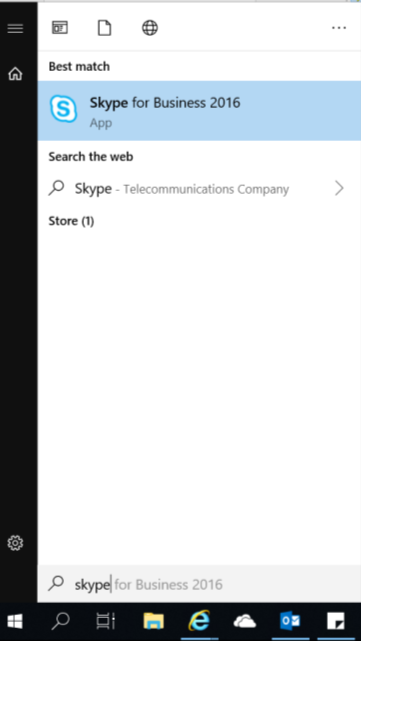 Best match
Skype for Business 2016
App
Search the web
Skype - Telecommunications Company
Store (1)
skype for Business 2016